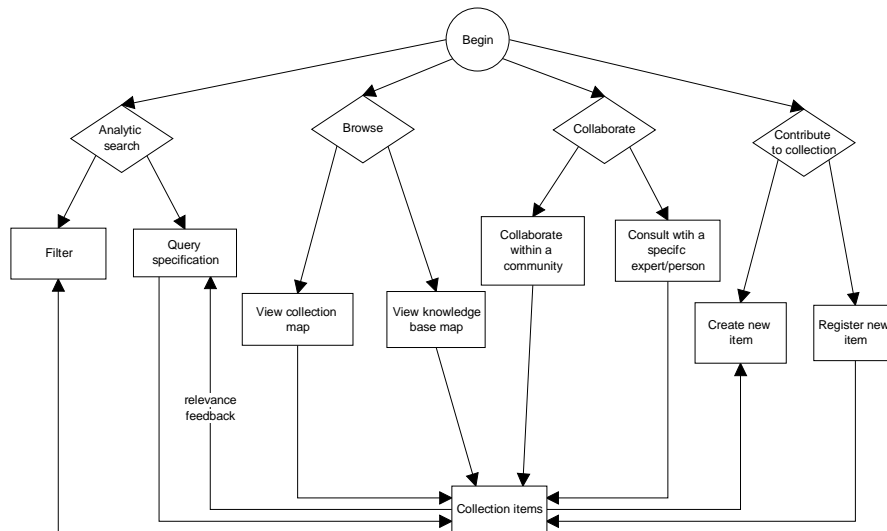 Begin
Analytic
search
Browse
Collaborate
Contribute
to collection
Filter
Query
specification
Collaborate
within a
community
Consult wtih a
specifc
expert/person
View collection
map
View knowledge
base map
Create new
item
Register new
item
relevance
feedback
Collection items